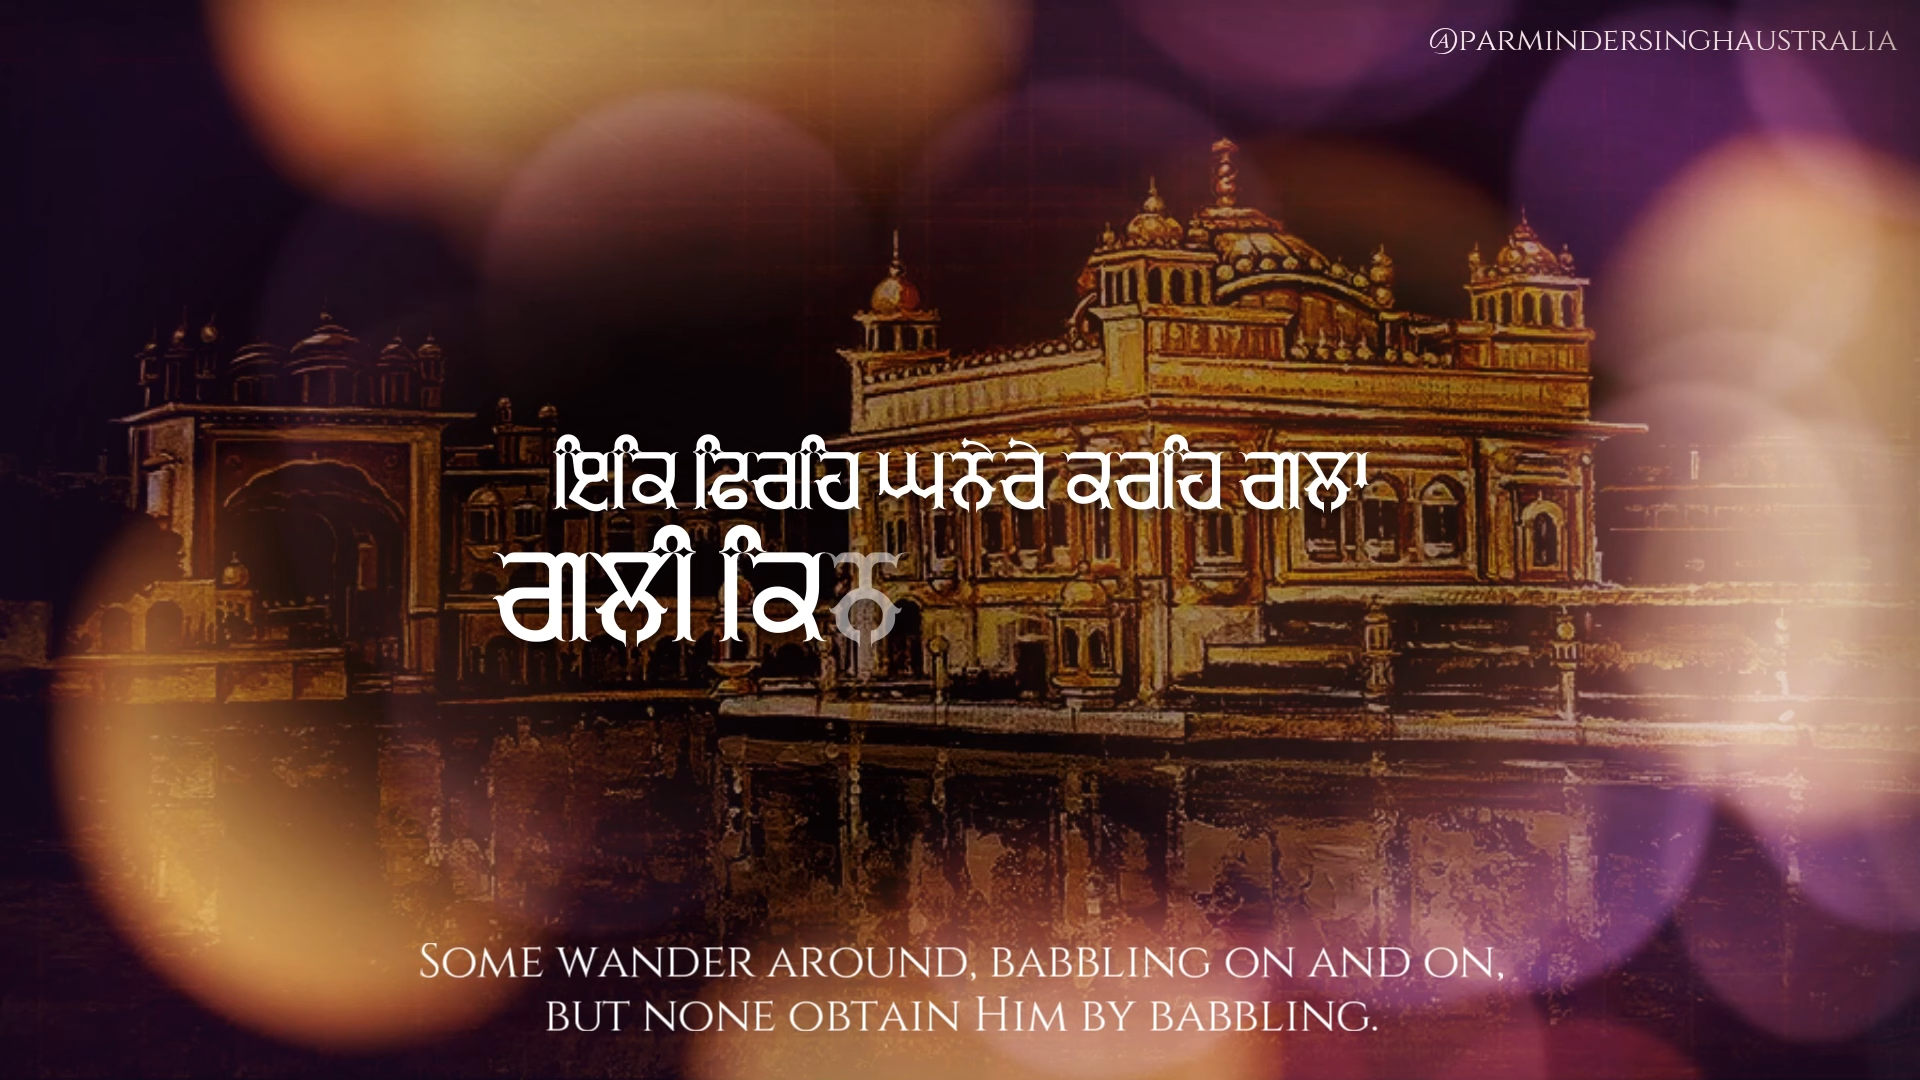 @PARMINDERSINGHAUSTRALIA
ਇਕਿ ਫਿਰਹਿ ਘਨੇਰੇ ਕਰਹਿ ਗਲਾ
ਗਲੀ ਕਿਨ
SOME WANDER AROUND, BABBLING ON AND ON,
BUT NONE OBTAIN HIM BY BABBLING.